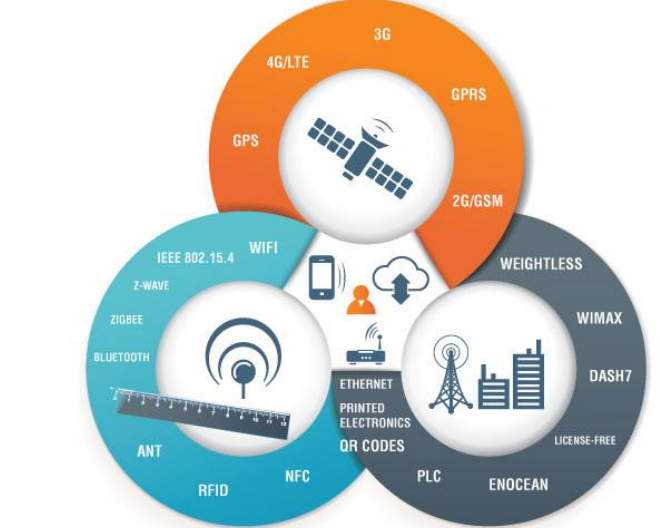 3G
4G/LTE
GPRS
GPS
2G/GSM
WIFI
IEEE 802.15.4
Z-WAVE
ZIGBEE
BLUETOOTH
ANT
RFID
NFC
WEIGHTLESS
WIMAX
DASH7
LICENSE-FREE
ENOCEAN
PLC
ETHERNET
PRINTED
ELECTRONICS
QR CODES